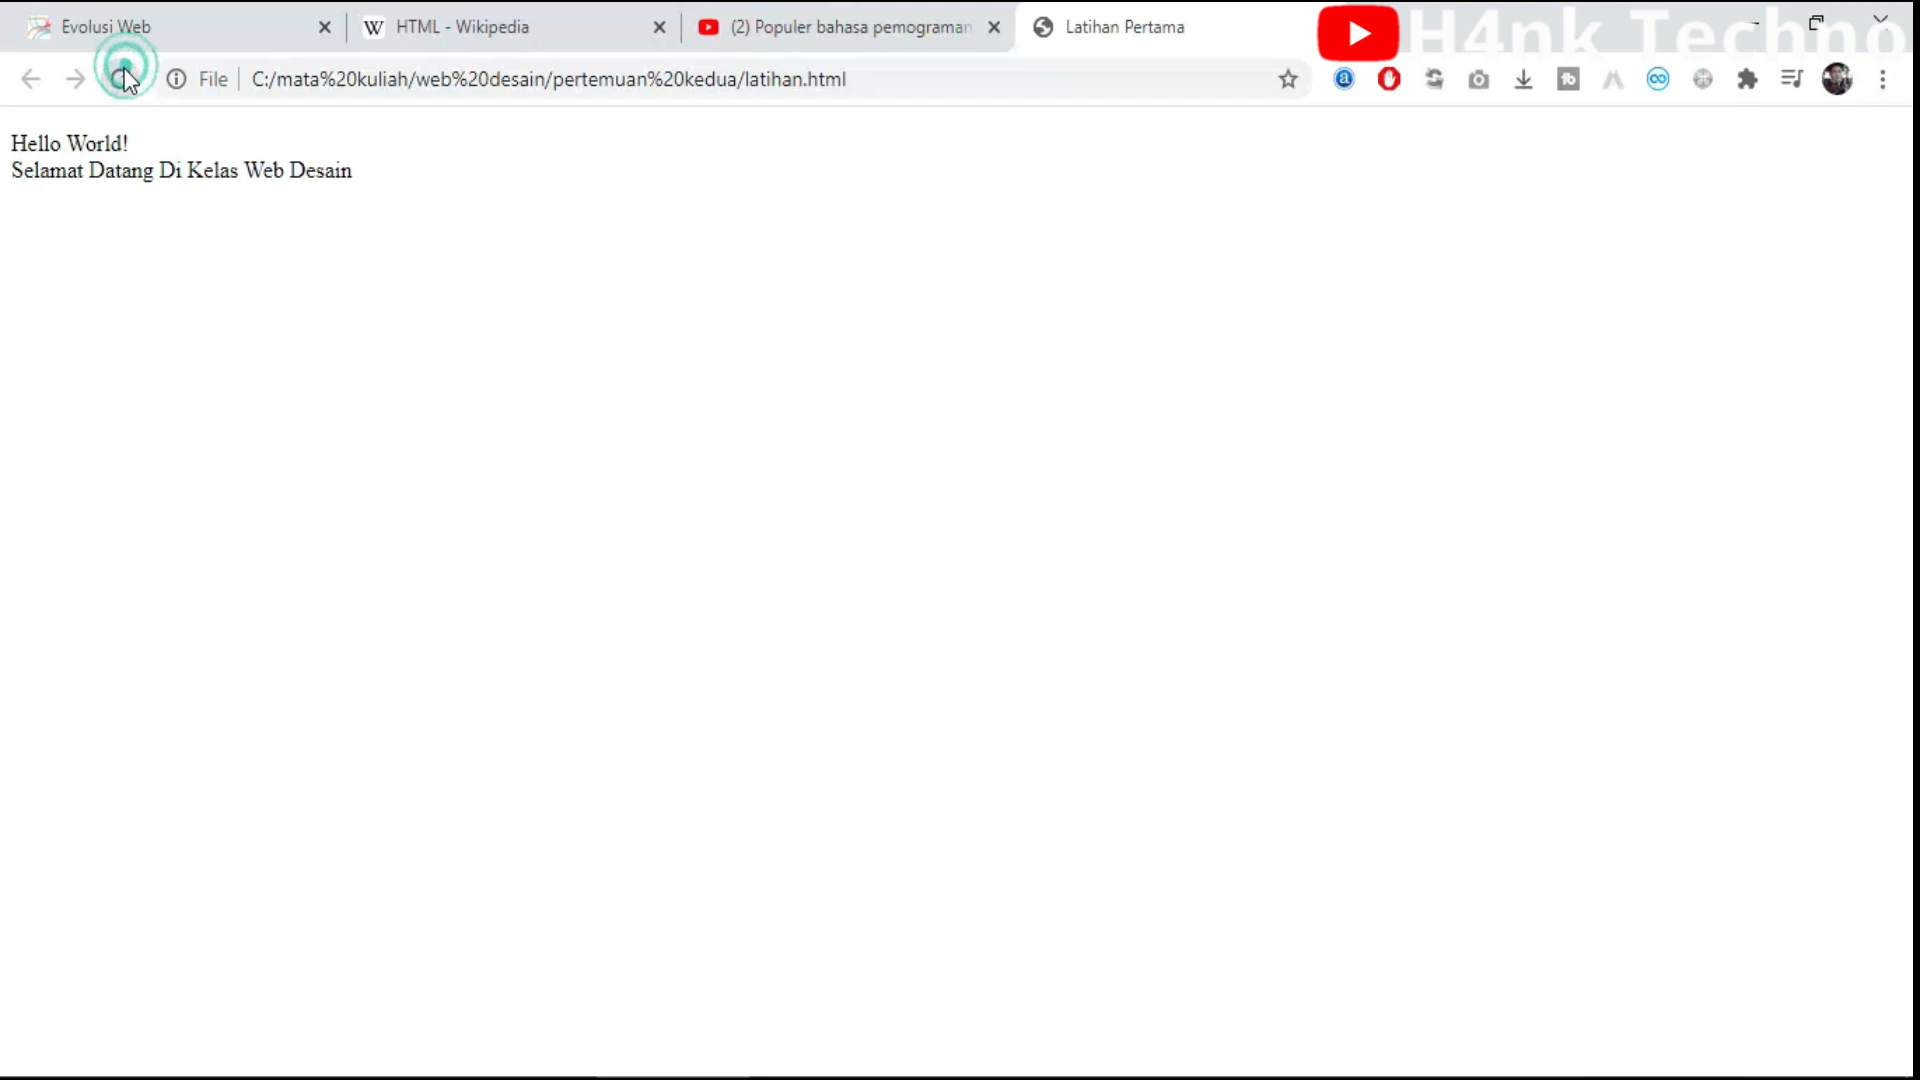 Evolusi Web
HTML - Wikipedia
(2) Populer bahasa pemograman
Latihan Pertama
H4nk Techno
File
C:/mata%20kuliah/web%20desain/pertemuan%20kedua/latihan.html
Hello World!
Selamat Datang Di Kelas Web Desain